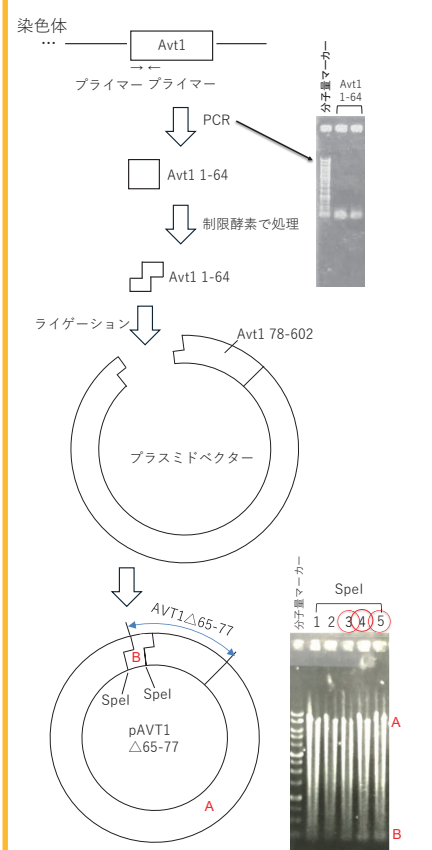 染色体
… Avt1
プライマー プライマー
PCR
分子量マーカー
Avt1
1-64
Avt1 1-64
制限酵素で処理
Avt1 1-64
ライゲーション
Avt1 78-602
プラスミドベクター
AVT1△65-77
B
SpeI SpeI
pAVT1
△65-77
A
分子量マーカー
SpeI
1 2 3 4 5
A
B